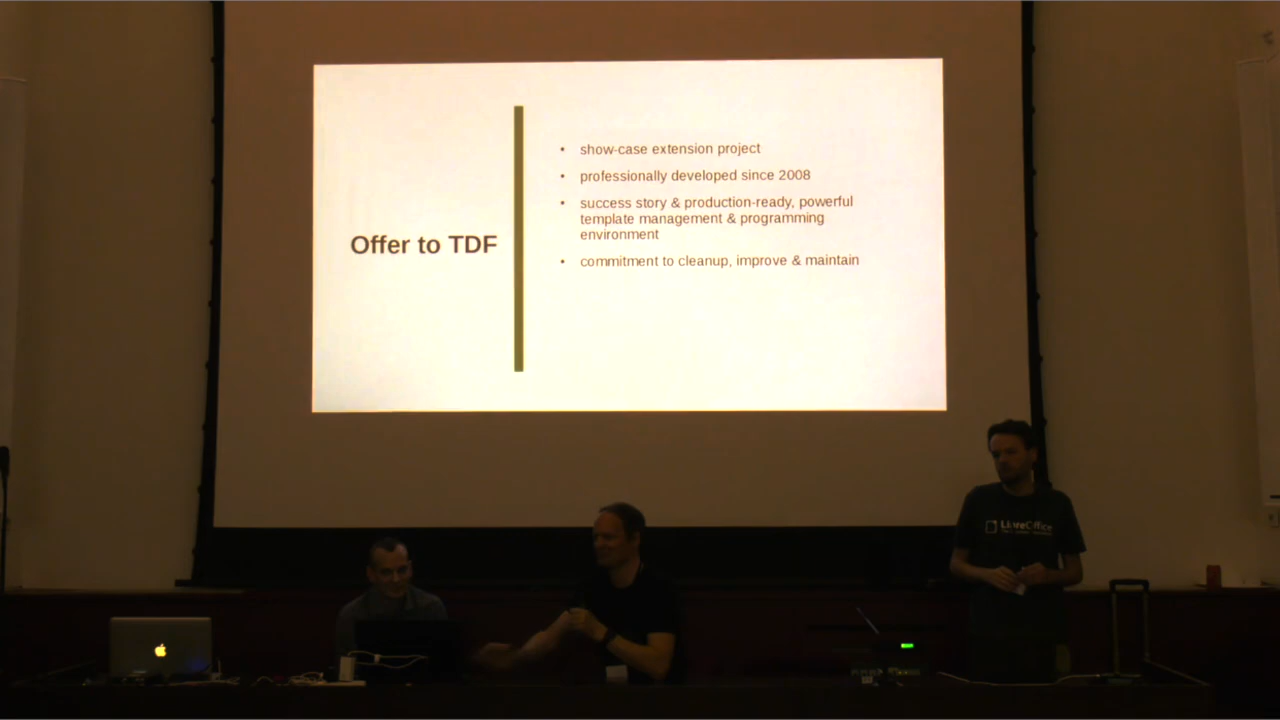 Offer to TDF
• show-case extension project
• professionally developed since 2008
• success story & production-ready, powerful
template management & programming
environment
• commitment to cleanup, improve & maintain
LibreOffice